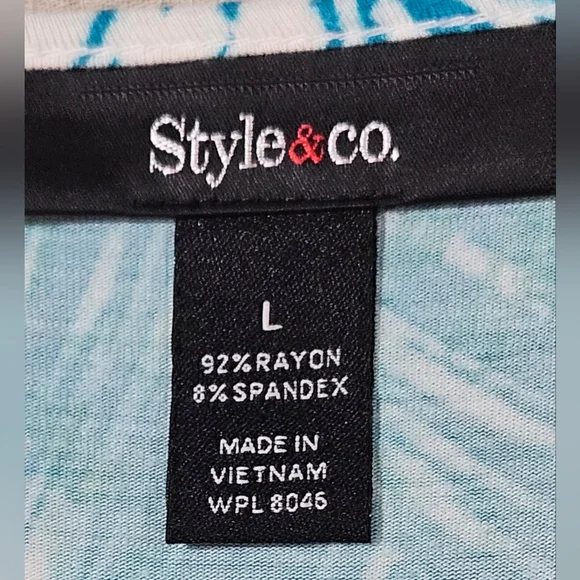 Style&co.
L
92%RAYON
8%SPANDEX
MADE IN
VIETNAM
WPL 8046